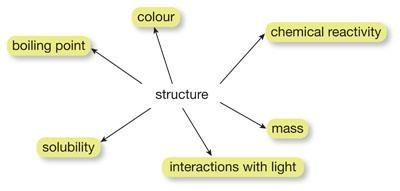 colour
chemical reactivity
boiling point
structure
mass
solubility
interactions with light